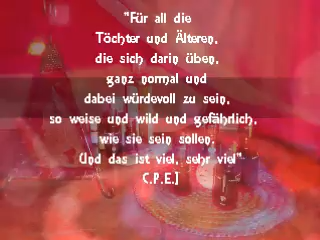 "Für all die
Töchter und Älteren,
die sich darin üben,
ganz normal und
dabei würdevoll zu sein,
so weise und wild und gefährlich,
wie sie sein sollen.
Und das ist viel, sehr viel"
C.P.E.]